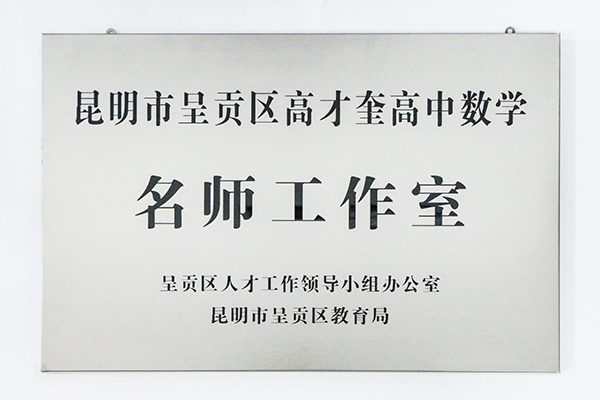 昆明市呈贡区高才奎高中数学
名师工作室
呈贡区人才工作领导小组办公室
昆明市呈贡区教育局